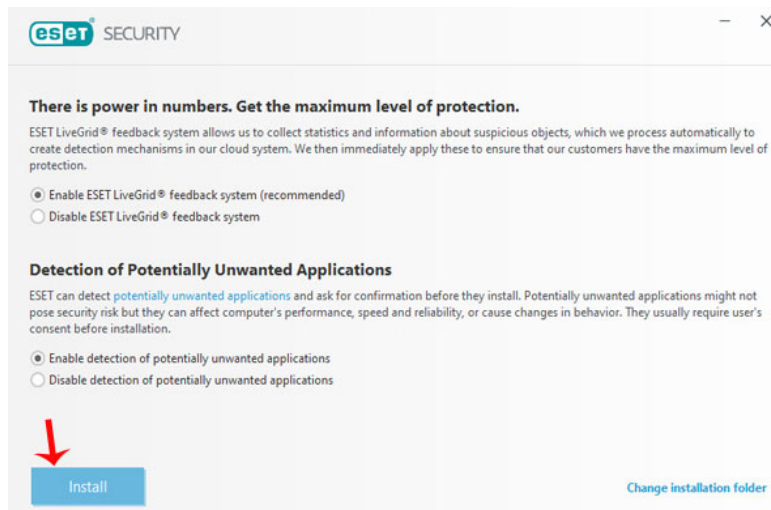 eset® SECURITY
There is power in numbers. Get the maximum level of protection.
ESET LiveGrid® feedback system allows us to collect statistics and information about suspicious objects, which we process automatically to
create detection mechanisms in our cloud system. We then immediately apply these to ensure that our customers have the maximum level of
protection.
Enable ESET LiveGrid® feedback system (recommended)
Disable ESET LiveGrid® feedback system
Detection of Potentially Unwanted Applications
ESET can detect potentially unwanted applications and ask for confirmation before they install. Potentially unwanted applications might not
pose security risk but they can affect computer's performance, speed and reliability, or cause changes in behavior. They usually require user's
consent before installation.
Enable detection of potentially unwanted applications
Disable detection of potentially unwanted applications
Install
Change installation folder